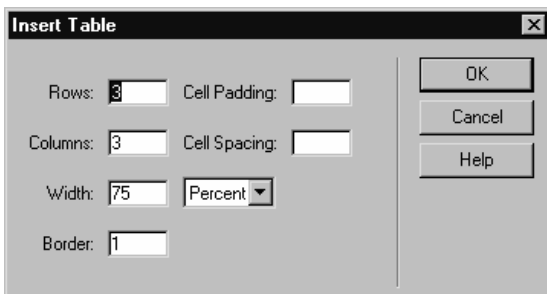 Insert Table
Rows: 3 Cell Padding: OK
Columns: 3 Cell Spacing: Cancel
Width: 75 Percent Help
Border: 1